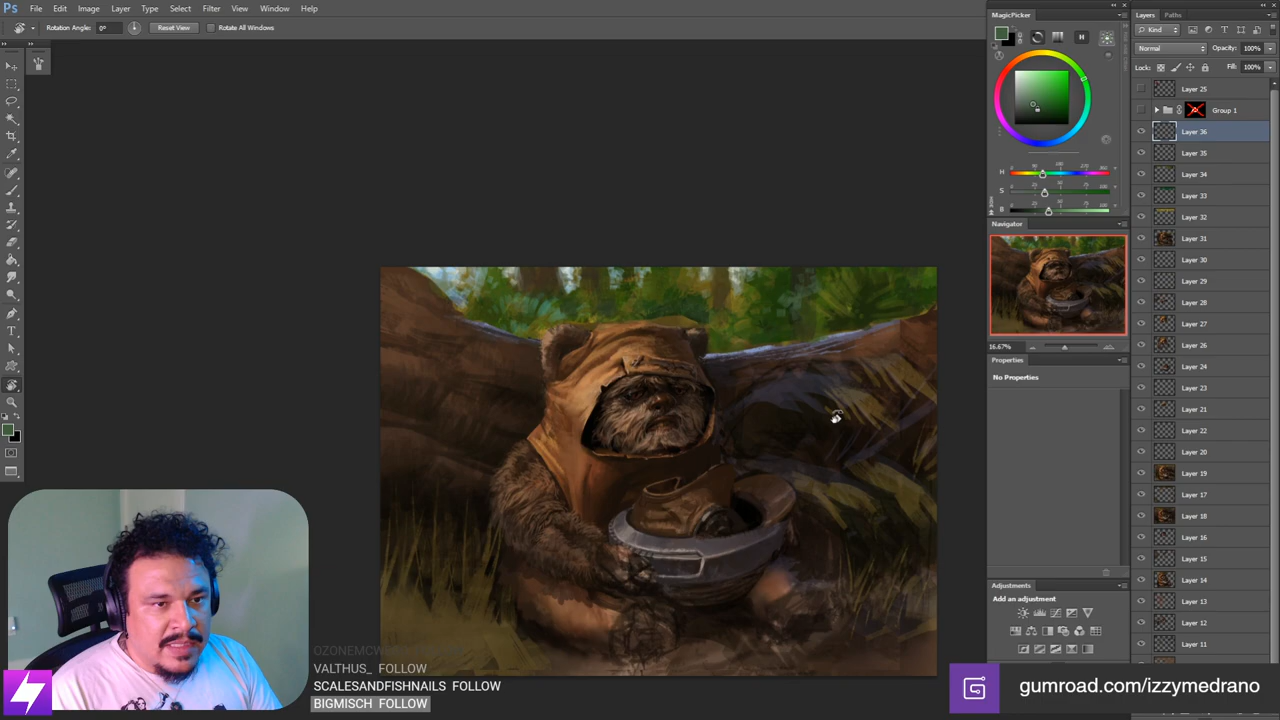 Ps File Edit Image Layer Type Select Filter View Window Help
Rotation Angle: 0° Reset View Rotate All Windows
MagicPicker
H
H
S
B
Navigator
16.67%
Properties
No Properties
Adjustments
Add an adjustment
Layers Paths
Kind
Normal Opacity: 100%
Lock: Fill: 100%
Layer 25
Group 1
Layer 36
Layer 35
Layer 34
Layer 33
Layer 32
Layer 31
Layer 30
Layer 29
Layer 28
Layer 27
Layer 26
Layer 24
Layer 23
Layer 21
Layer 22
Layer 20
Layer 19
Layer 17
Layer 18
Layer 16
Layer 15
Layer 14
Layer 13
Layer 12
Layer 11
VALTHUS_ FOLLOW
SCALESANDFISHNAILS FOLLOW
BIGMISCH FOLLOW
gumroad.com/izzymedrano